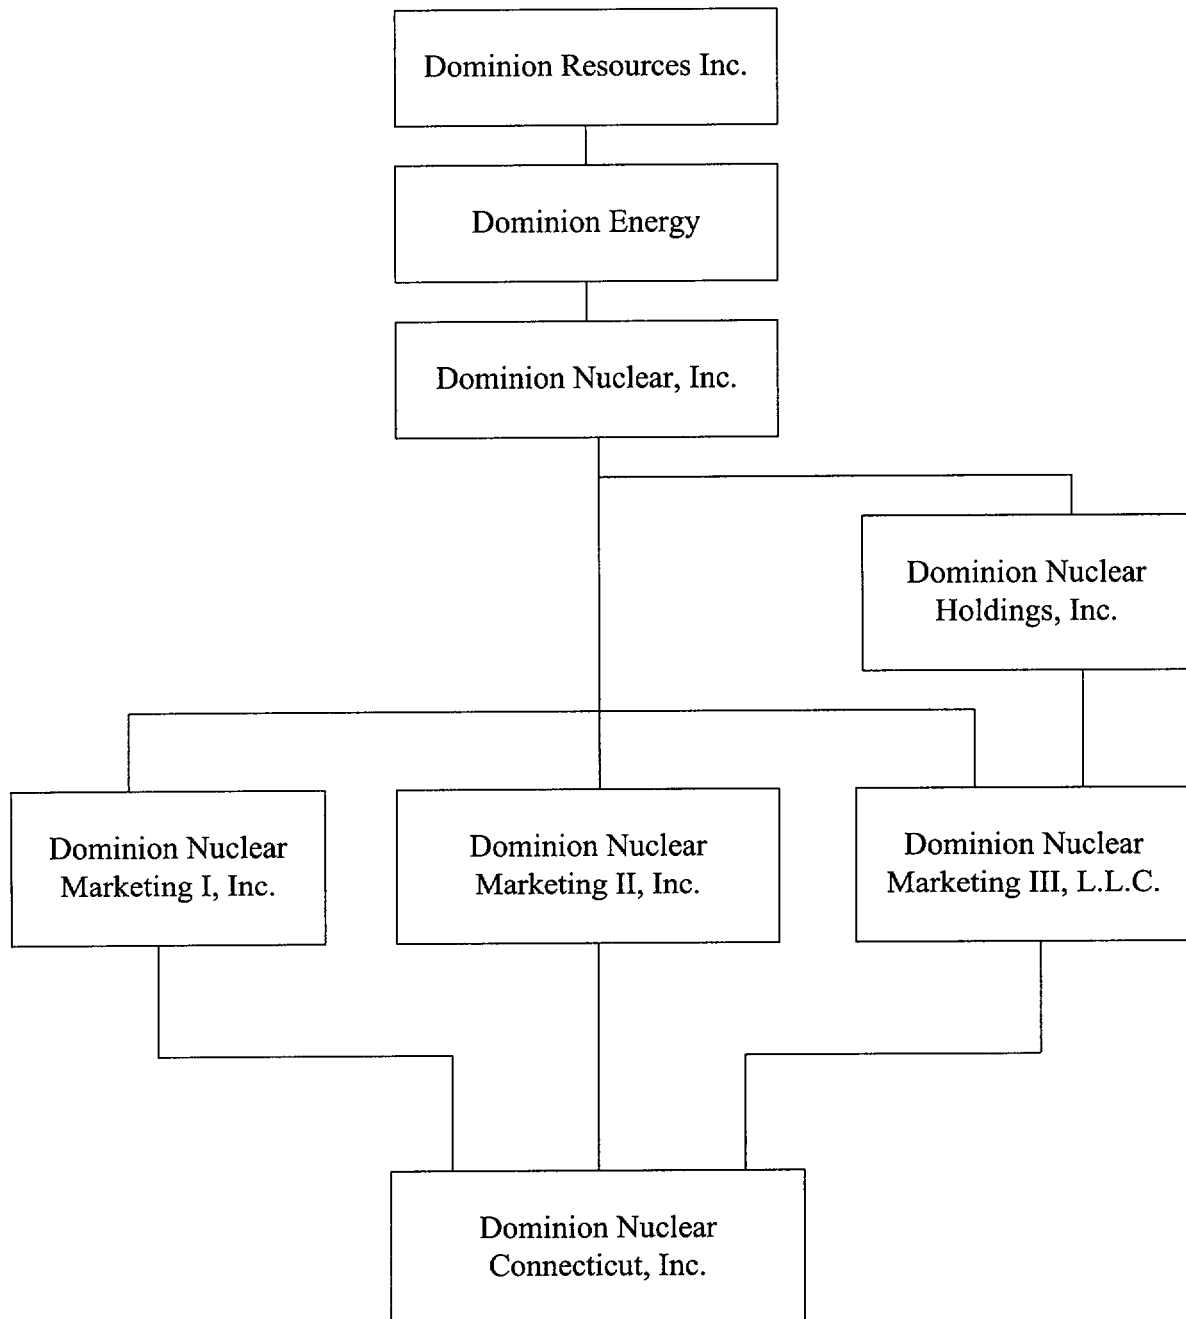 Dominion Resources Inc.
Dominion Energy
Dominion Nuclear, Inc.
Dominion Nuclear
Holdings, Inc.
Dominion Nuclear
Marketing I, Inc.
Dominion Nuclear
Marketing II, Inc.
Dominion Nuclear
Marketing III, L.L.C.
Dominion Nuclear
Connecticut, Inc.